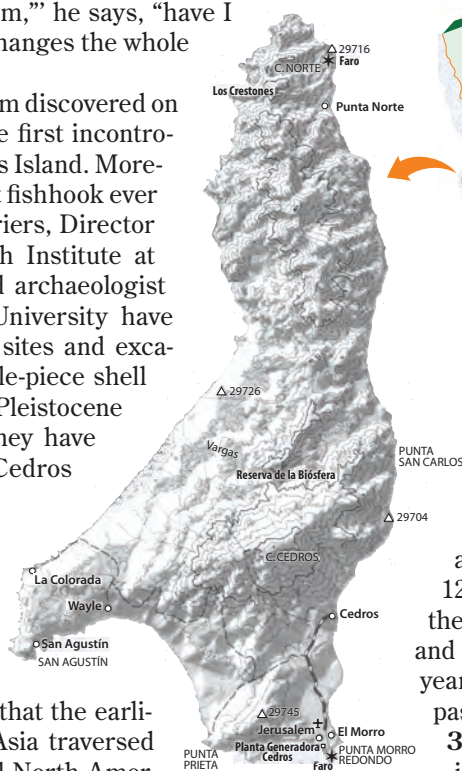 m,”’ he says, “have I
hanges the whole
m discovered on
e first incontro-
s Island. More-
t fishhook ever
riers, Director
h Institute at
d archaeologist
University have
sites and exca-
le-piece shell
Pleistocene
hey have
Cedros
that the earli-
Asia traversed
d North Amer-
29716
Faro
C. NORTE
Los Crestones
Punta Norte
29726
Vargas
Reserva de la Biósfera
PUNTA
SAN CARLOS
29704
C. CEDROS
La Colorada
Wayle
Cedros
San Agustín
SAN AGUSTÍN
29745
Jerusalem
El Morro
Planta Generadora
Cedros
PUNTA MORRO
REDONDO
PUNTA
PRIETA
Faro
a
12
the
and
year
pas
3